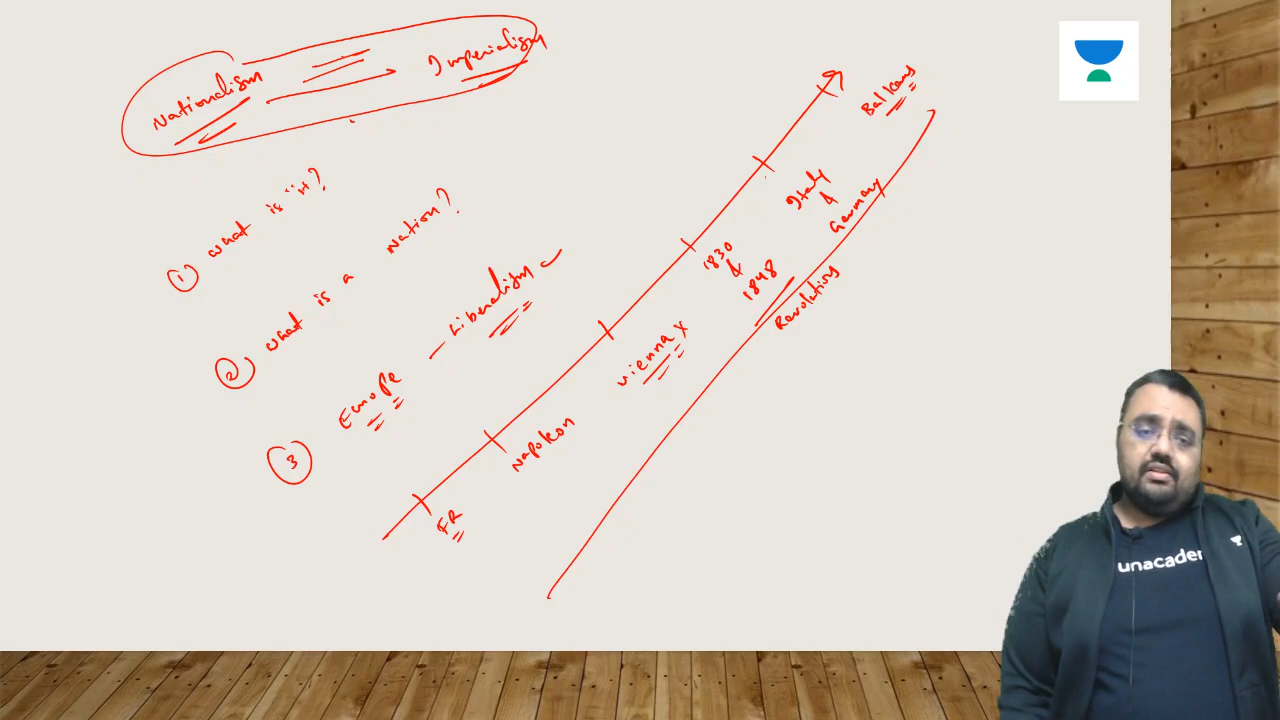 Nationalism → Imperialism
① What is "it?
② What is a Nation?
③ Europe - Liberalism
FR
Napoleon
Vienna X
1830 & 1848 Revolutions
Italy & Germany
Balkans
unacadem